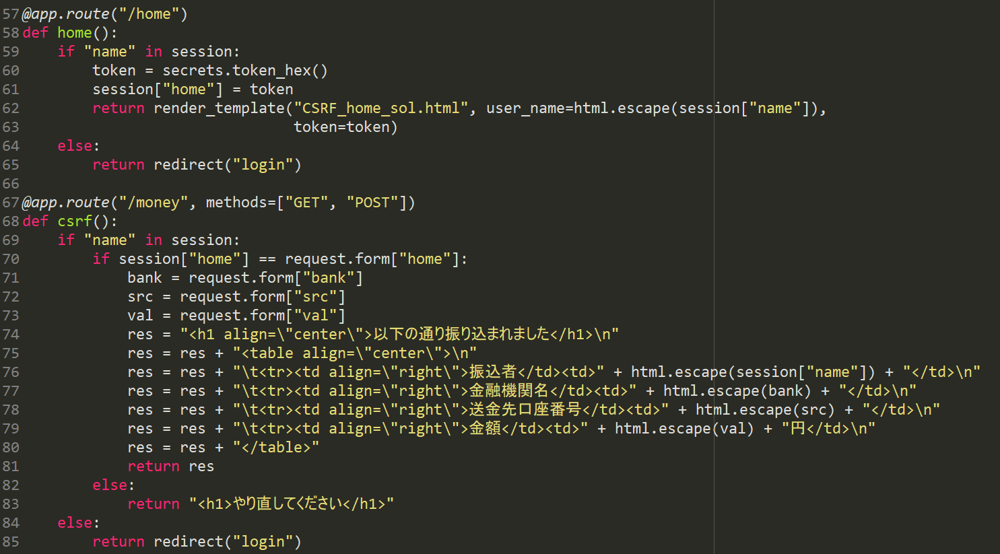 57@app.route("/home")
58def home():
59    if "name" in session:
60        token = secrets.token_hex()
61        session["home"] = token
62        return render_template("CSRF_home_sol.html", user_name=html.escape(session["name"]),
63                               token=token)
64    else:
65        return redirect("login")
66
67@app.route("/money", methods=["GET", "POST"])
68def csrf():
69    if "name" in session:
70        if session["home"] == request.form["home"]:
71            bank = request.form["bank"]
72            src = request.form["src"]
73            val = request.form["val"]
74            res = "<h1 align=\"center\">以下の通り振り込まれました</h1>\n"
75            res = res + "<table align=\"center\">\n"
76            res = res + "\t<tr><td align=\"right\">振込者</td><td>" + html.escape(session["name"]) + "</td>\n"
77            res = res + "\t<tr><td align=\"right\">金融機関名</td><td>" + html.escape(bank) + "</td>\n"
78            res = res + "\t<tr><td align=\"right\">送金先口座番号</td><td>" + html.escape(src) + "</td>\n"
79            res = res + "\t<tr><td align=\"right\">金額</td><td>" + html.escape(val) + "円</td>\n"
80            res = res + "</table>"
81            return res
82        else:
83            return "<h1>やり直してください</h1>"
84    else:
85        return redirect("login")